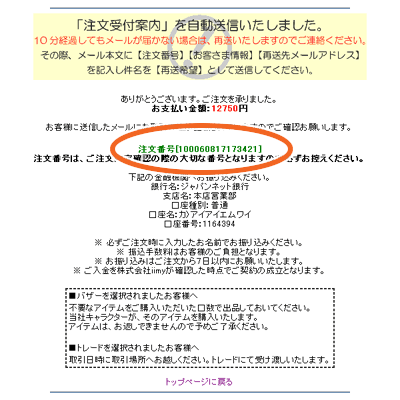 「注文受付案内」を自動送信いたしました。
10分経過してもメールが届かない場合は、再送いたしますのでご連絡ください。
その際、メール本文に【注文番号】【お客さま情報】【再送先メールアドレス】
を記入し件名を【再送希望】として送信してください。
ありがとうございます。ご注文を承りました。
お支払い金額:12750円
お客様に送信したメールにも すのでご確認お願いします。
注文番号[100060817173421]
注文番号は、ご注文 確認の際の大切な番号となりますの 必ずお控えください。
下記の金融機関へお振り込みください。
銀行名:ジャパンネット銀行
支店名:本店営業部
口座種別:普通
口座名:カ)アイアイエムワイ
口座番号:1164394
※ 必ずご注文時に入力したお名前でお振り込みください。
※ 振込手数料はお客様のご負担となります。
※ お振り込みはご注文から7日以内にお願いいたします。
※ ご入金を株式会社iimyが確認した時点でご契約の成立となります。
■バザーを選択されましたお客様へ
不要なアイテムをご購入いただいた口数で出品しておいてください。
当社キャラクターが、そのアイテムを購入いたします。
アイテムは、お返しできませんので予めご了承ください。
■トレードを選択されましたお客様へ
取引日時に取引場所へお越しください。トレードにて受け渡しいたします。
トップページに戻る